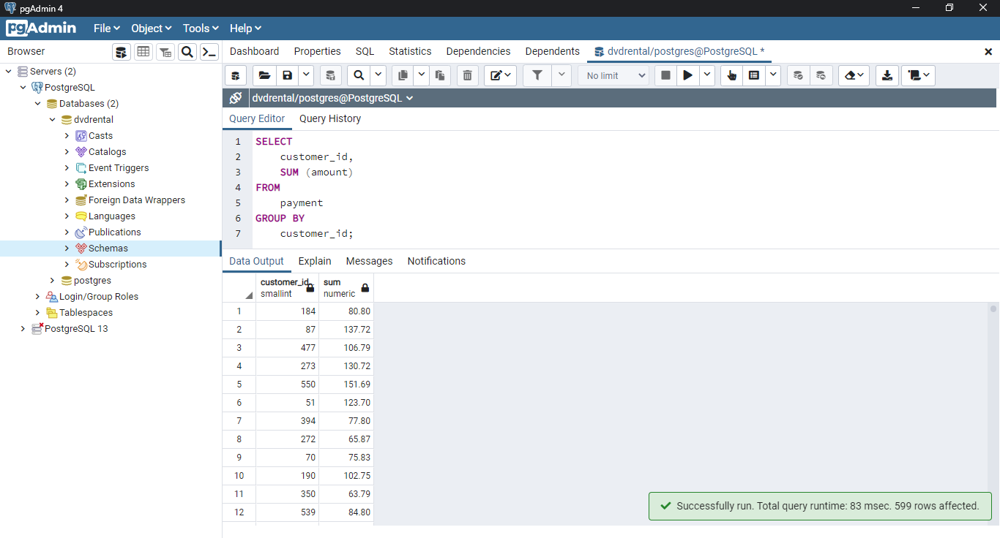 pgAdmin 4
pgAdmin File Object Tools Help
Browser
Dashboard Properties SQL Statistics Dependencies Dependents dvdrental/postgres@PostgreSQL *
Servers (2)
PostgreSQL
Databases (2)
dvdrental
Casts
Catalogs
Event Triggers
Extensions
Foreign Data Wrappers
Languages
Publications
Schemas
Subscriptions
postgres
Login/Group Roles
Tablespaces
PostgreSQL 13
No limit
dvdrental/postgres@PostgreSQL
Query Editor Query History
1 SELECT
2 customer_id,
3 SUM (amount)
4 FROM
5 payment
6 GROUP BY
7 customer_id;
Data Output Explain Messages Notifications
customer_id sum
smallint numeric
1 184 80.80
2 87 137.72
3 477 106.79
4 273 130.72
5 550 151.69
6 51 123.70
7 394 77.80
8 272 65.87
9 70 75.83
10 190 102.75
11 350 63.79
12 539 84.80
Successfully run. Total query runtime: 83 msec. 599 rows affected.